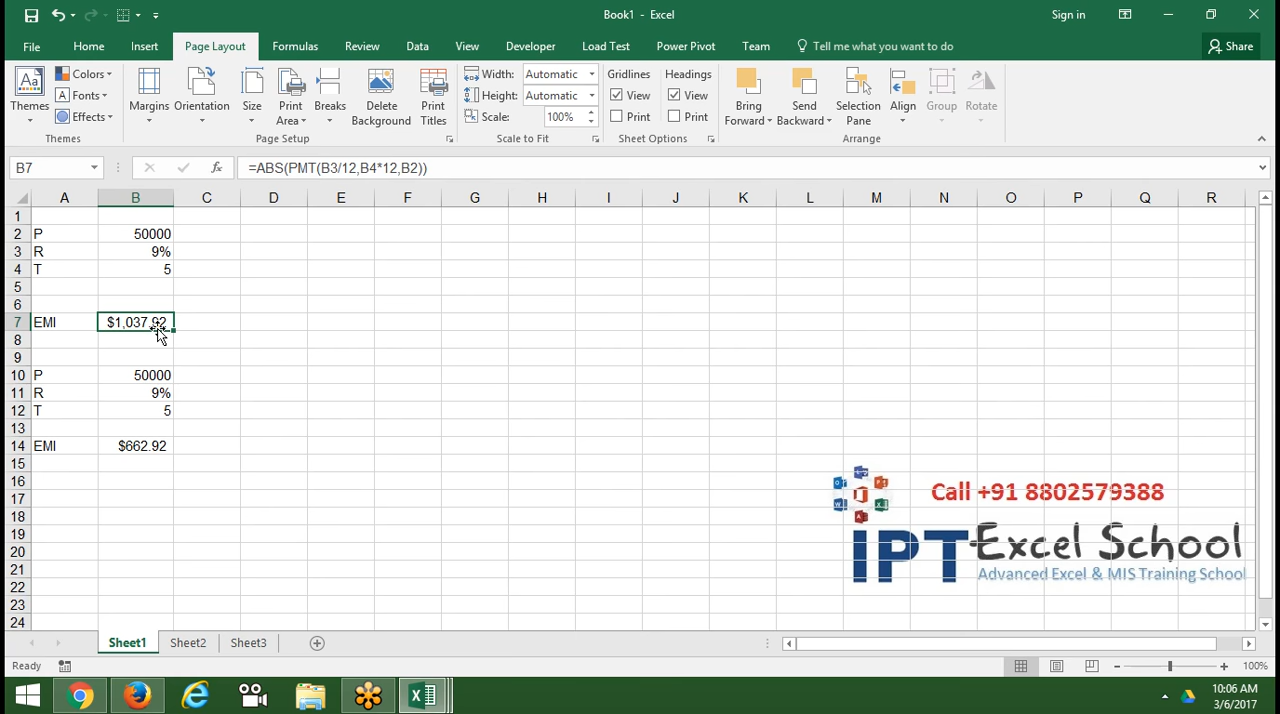 Book1 - Excel
Sign in
File Home Insert Page Layout Formulas Review Data View Developer Load Test Power Pivot Team Tell me what you want to do Share
Themes
Colors
Fonts
Effects
Themes
Margins
Orientation
Size
Print Area
Breaks
Delete Background
Print Titles
Page Setup
Width: Automatic
Height: Automatic
Scale: 100%
Scale to Fit
Gridlines
View
Print
Headings
View
Print
Sheet Options
Bring Forward
Send Backward
Selection Pane
Align
Group
Rotate
Arrange
B7 fx =ABS(PMT(B3/12,B4*12,B2))
A B C D E F G H I J K L M N O P Q R
1
2 P 50000
3 R 9%
4 T 5
5
6
7 EMI $1,037.92
8
9
10 P 50000
11 R 9%
12 T 5
13
14 EMI $662.92
15
16
17
18
19
20
21
22
23
24
Call +91 8802579388
IPT Excel School
Advanced Excel & MIS Training School
Sheet1 Sheet2 Sheet3
Ready
100%
10:06 AM
3/6/2017